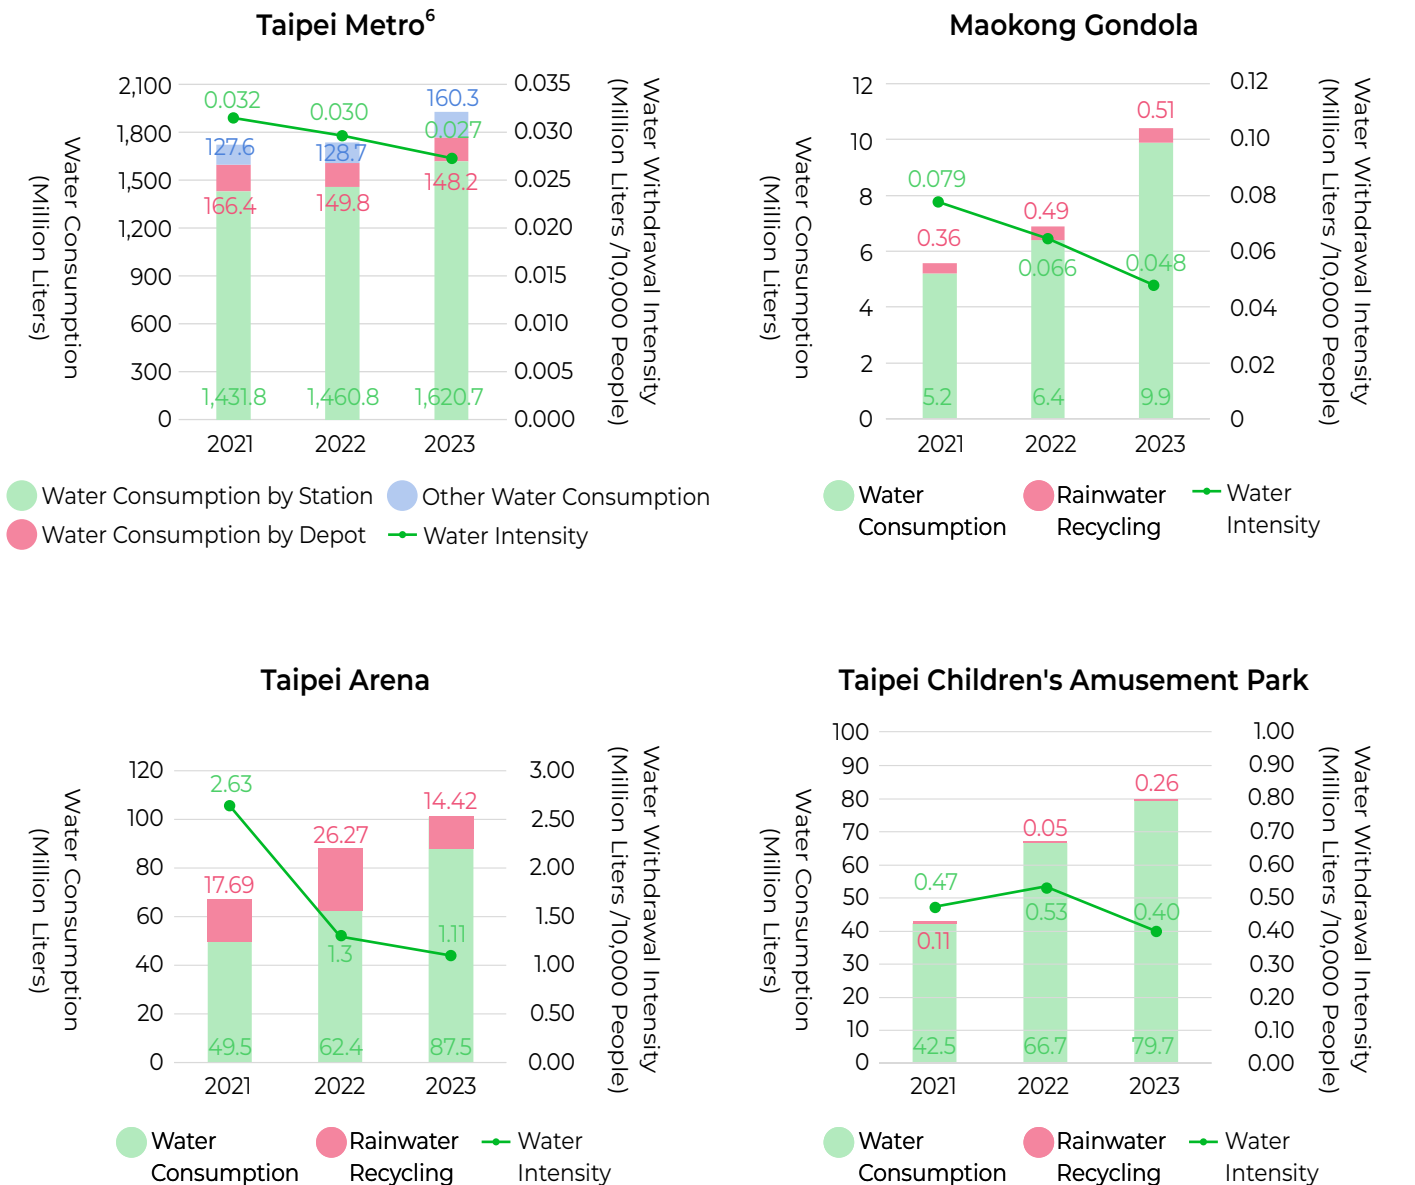 Taipei Metro6
Water Consumption
(Million Liters)
2,100
1,800
1,500
1,200
900
600
300
0
0.035
0.030
0.025
0.020
0.015
0.010
0.005
0.000
Water Withdrawal Intensity
(Million Liters /10,000 People)
0.032
0.030
0.027
127.6
128.7
160.3
166.4
149.8
148.2
1,431.8
1,460.8
1,620.7
2021
2022
2023
Water Consumption by Station
Other Water Consumption
Water Consumption by Depot
Water Intensity
Maokong Gondola
Water Consumption
(Million Liters)
12
10
8
6
4
2
0
0.12
0.10
0.08
0.06
0.04
0.02
0
Water Withdrawal Intensity
(Million Liters /10,000 People)
0.079
0.066
0.048
0.36
0.49
0.51
5.2
6.4
9.9
2021
2022
2023
Water
Consumption
Rainwater
Recycling
Water
Intensity
Taipei Arena
Water Consumption
(Million Liters)
120
100
80
60
40
20
0
3.00
2.50
2.00
1.50
1.00
0.50
0.00
Water Withdrawal Intensity
(Million Liters /10,000 People)
2.63
1.3
1.11
17.69
26.27
14.42
49.5
62.4
87.5
2021
2022
2023
Water
Consumption
Rainwater
Recycling
Water
Intensity
Taipei Children's Amusement Park
Water Consumption
(Million Liters)
100
90
80
70
60
50
40
30
20
10
0
1.00
0.90
0.80
0.70
0.60
0.50
0.40
0.30
0.20
0.10
0.00
Water Withdrawal Intensity
(Million Liters /10,000 People)
0.47
0.53
0.40
0.11
0.05
0.26
42.5
66.7
79.7
2021
2022
2023
Water
Consumption
Rainwater
Recycling
Water
Intensity